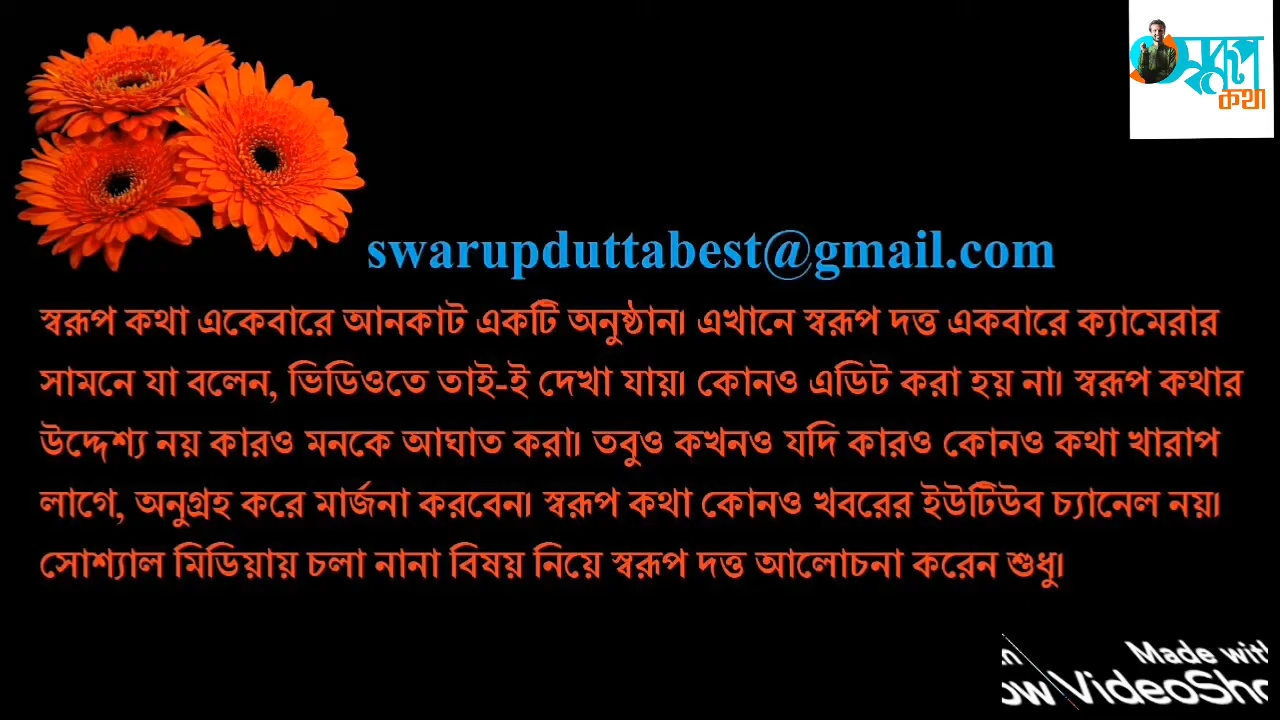 স্বরূপ
কথা
swarupduttabest@gmail.com
স্বরূপ কথা একেবারে আনকাট একটি অনুষ্ঠান। এখানে স্বরূপ দত্ত একবারে ক্যামেরার
সামনে যা বলেন, ভিডিওতে তাই-ই দেখা যায়। কোনও এডিট করা হয় না। স্বরূপ কথার
উদ্দেশ্য নয় কারও মনকে আঘাত করা। তবুও কখনও যদি কারও কোনও কথা খারাপ
লাগে, অনুগ্রহ করে মার্জনা করবেন। স্বরূপ কথা কোনও খবরের ইউটিউব চ্যানেল নয়।
সোশ্যাল মিডিয়ায় চলা নানা বিষয় নিয়ে স্বরূপ দত্ত আলোচনা করেন শুধু।
Made wit
VideoSho